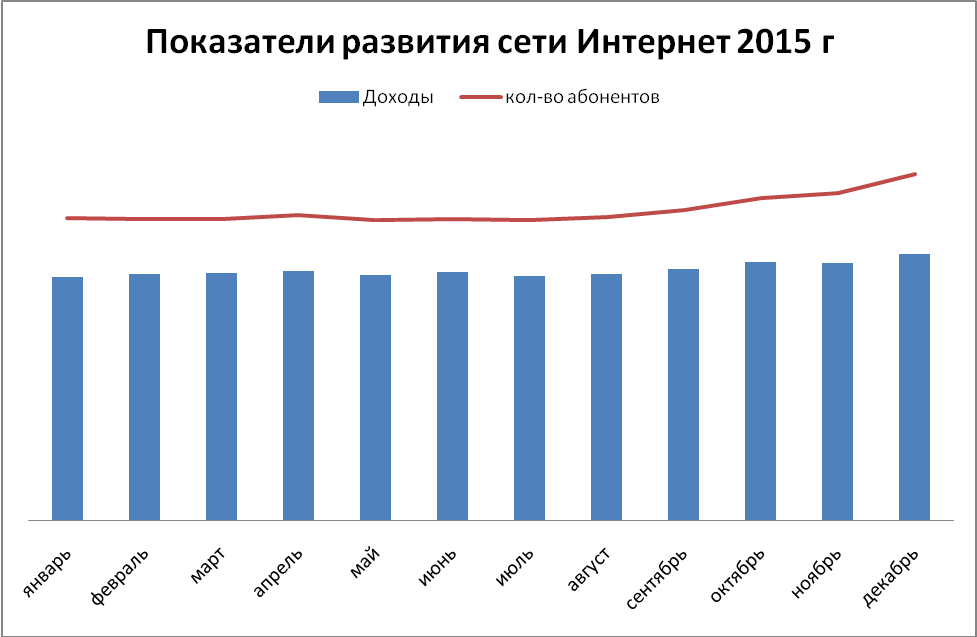 Показатели развития сети Интернет 2015 г
Доходы кол-во абонентов
январь
февраль
март
апрель
май
июнь
июль
август
сентябрь
октябрь
ноябрь
декабрь